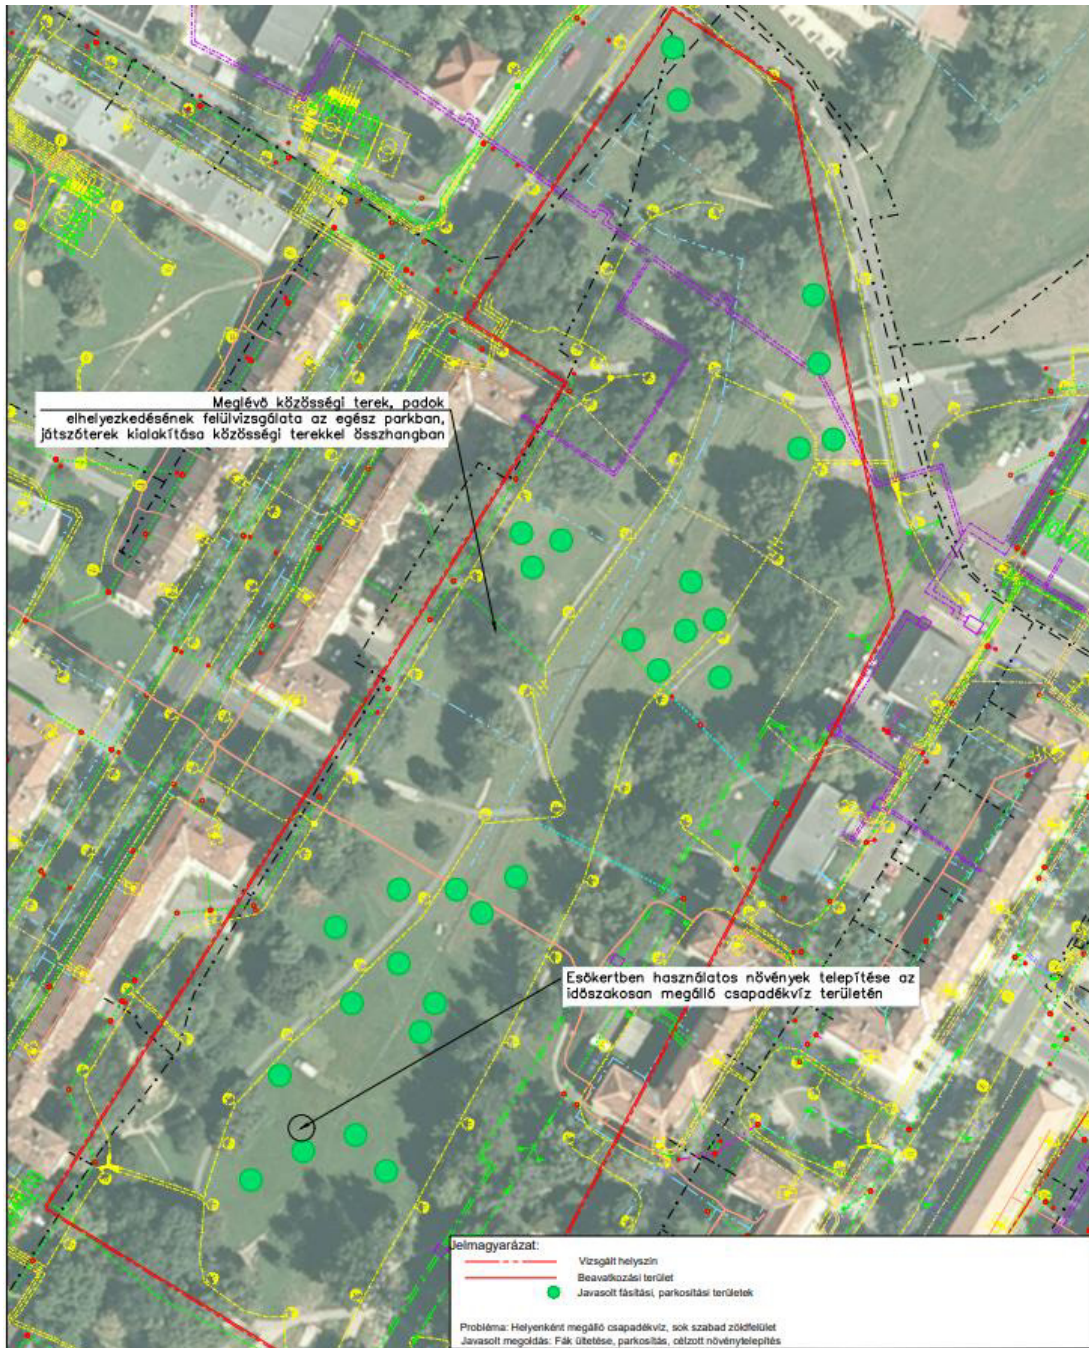 Meglévő közösségi terek, padok
elhelyezkedésének felülvizsgálata az egész parkban,
játszóterek kialakítása közösségi terekkel összhangban
Esőkertben használatos növények telepítése az
időszakosan megálló csapadékvíz területén
Jelmagyarázat:
Vizsgált helyszín
Beavatkozási terület
Javasolt fásítási, parkosítási területek
Probléma: Helyenként megálló csapadékvíz, sok szabad zöldfelület
Javasolt megoldás: Fák ültetése, parkosítás, célzott növénytelepítés